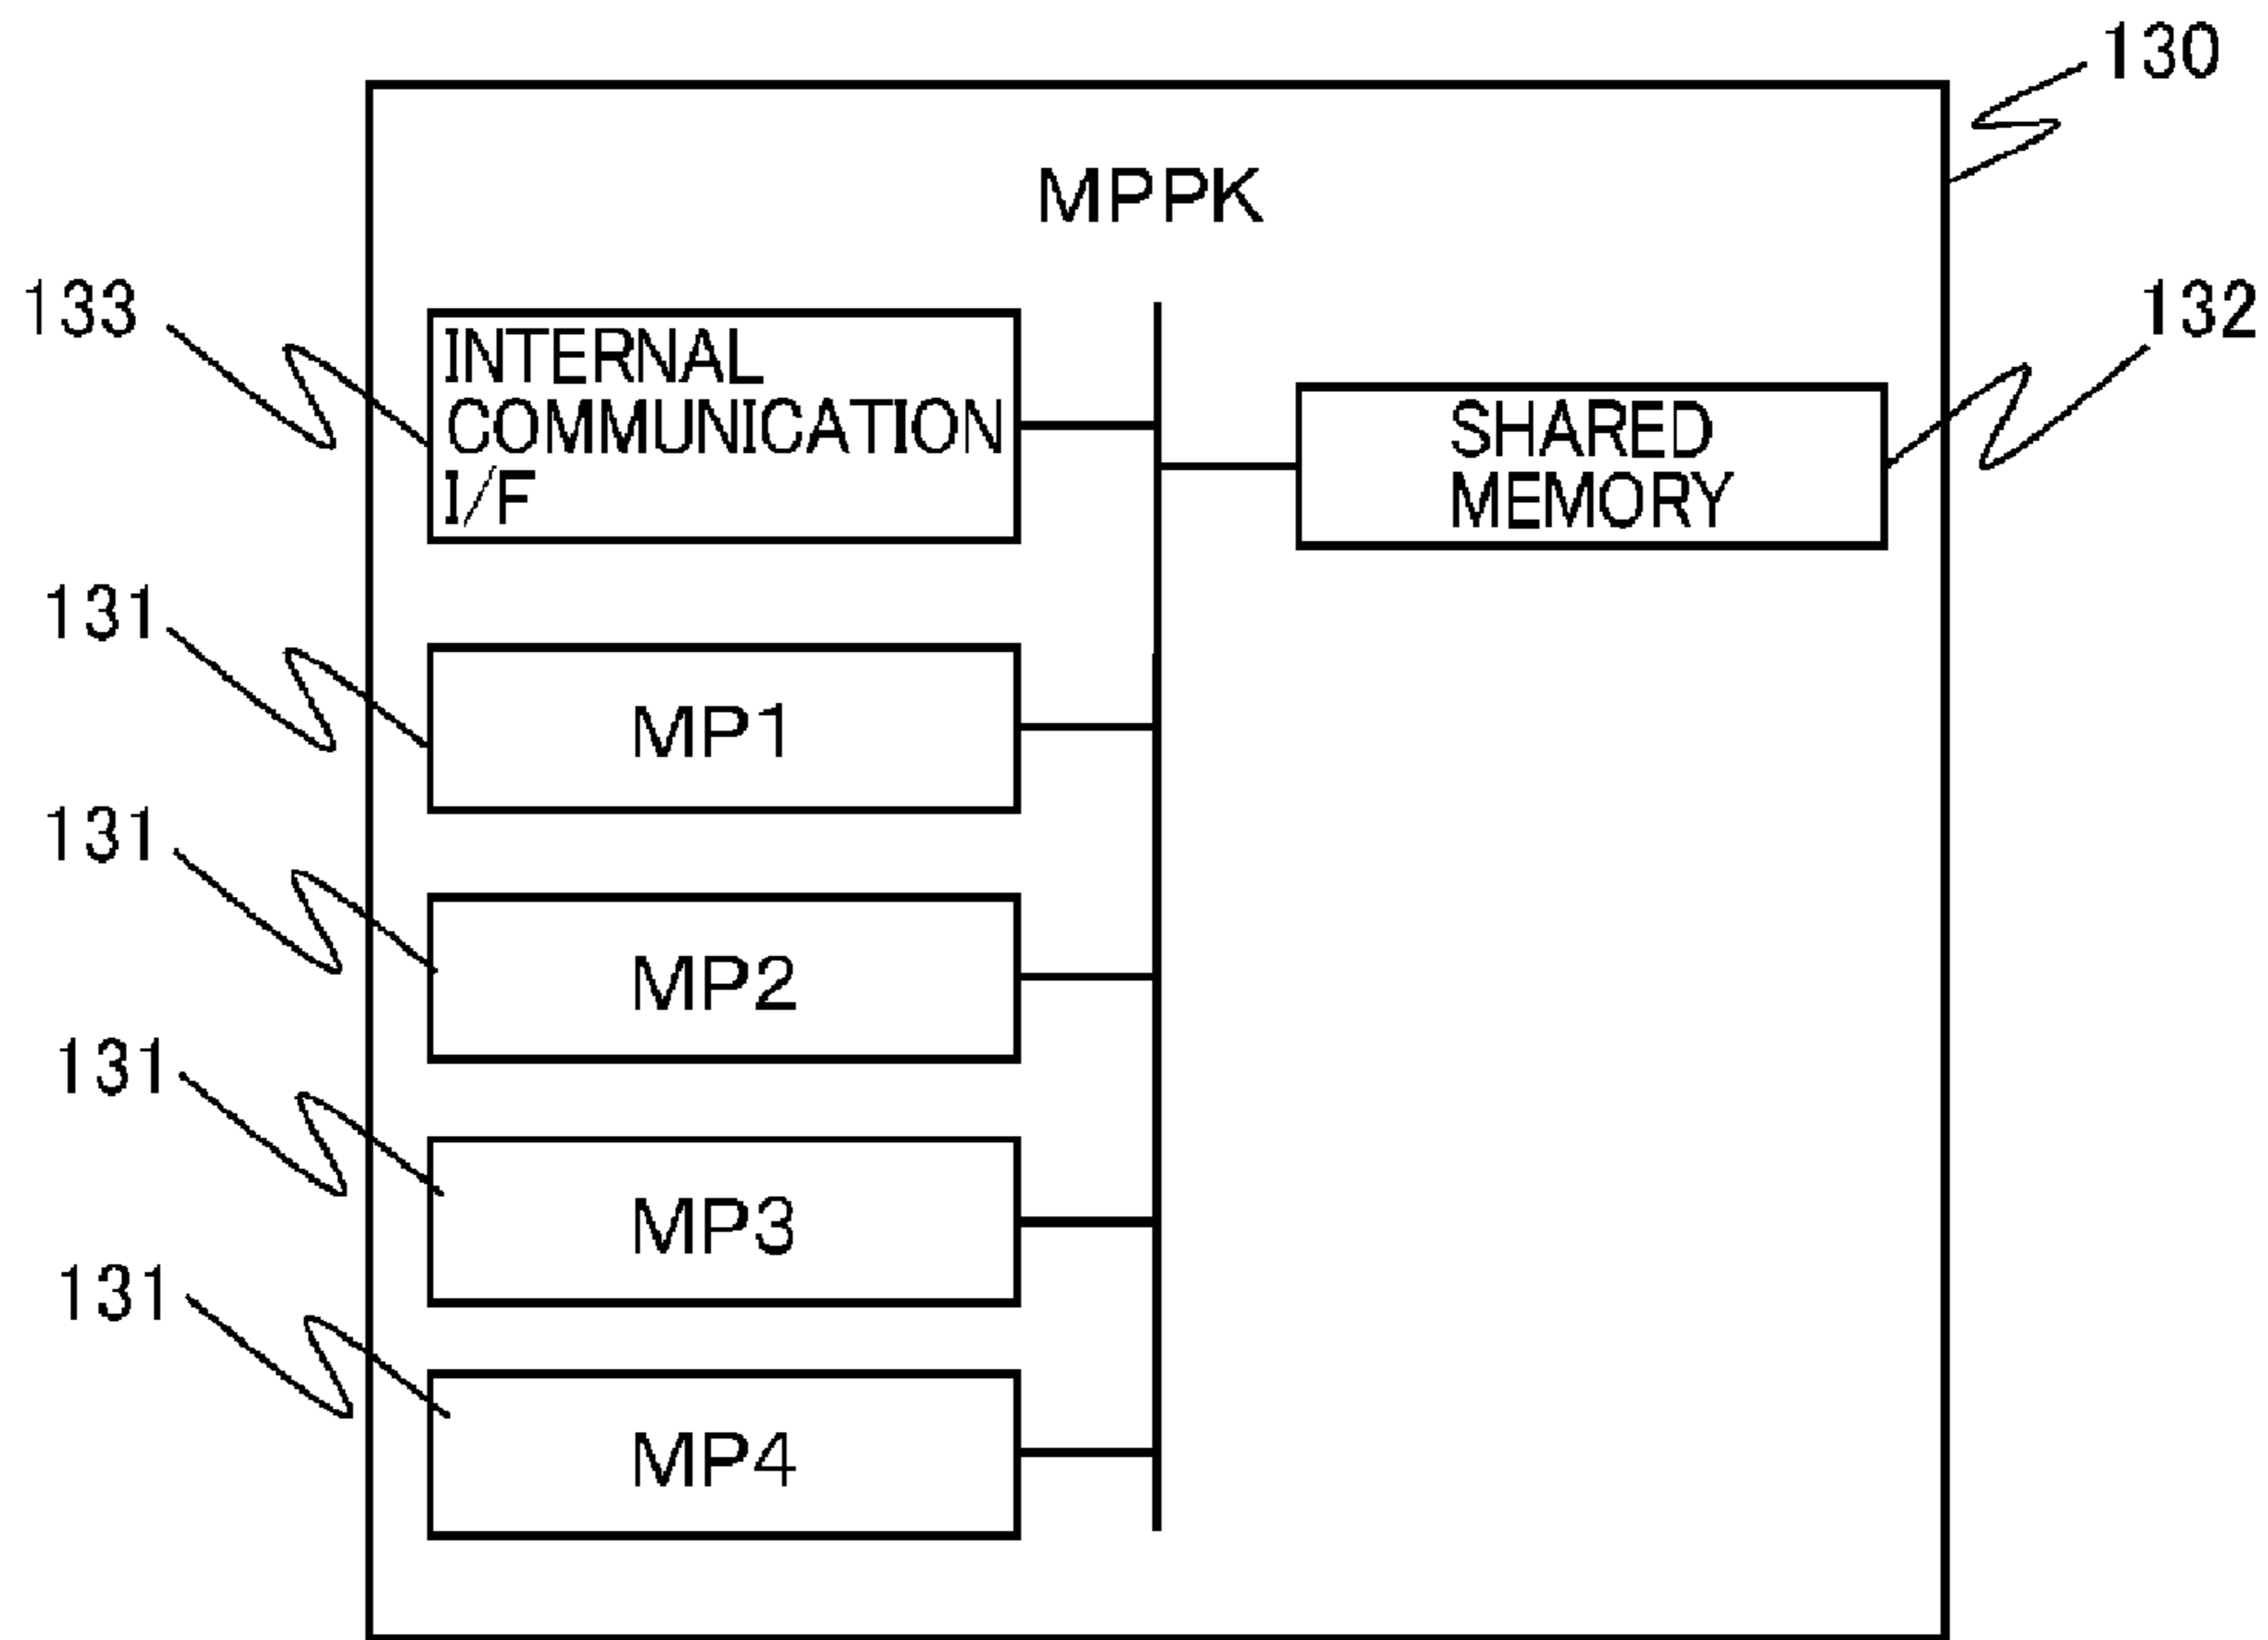 130
MPPK
133
INTERNAL
COMMUNICATION
I/F
132
SHARED
MEMORY
131
MP1
131
MP2
131
MP3
131
MP4